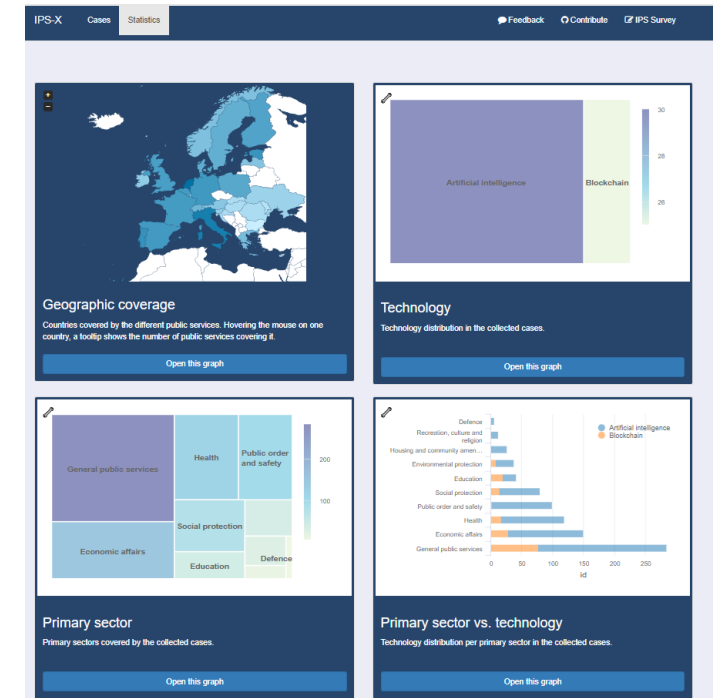 IPS-X Cases Statistics Feedback Contribute IPS Survey
+
−
Geographic coverage
Countries covered by the different public services. Hovering the mouse on one
country, a tooltip shows the number of public services covering it.
Open this graph
Artificial intelligence
Blockchain
30
28
26
Technology
Technology distribution in the collected cases.
Open this graph
General public services
Health
Public order
and safety
Economic affairs
Social protection
Education
Defence
200
100
Primary sector
Primary sectors covered by the collected cases.
Open this graph
Artificial intelligence
Blockchain
Defence
Recreation, culture and
religion
Housing and community amen...
Environmental protection
Education
Social protection
Public order and safety
Health
Economic affairs
General public services
0 50 100 150 200 250
id
Primary sector vs. technology
Technology distribution per primary sector in the collected cases.
Open this graph